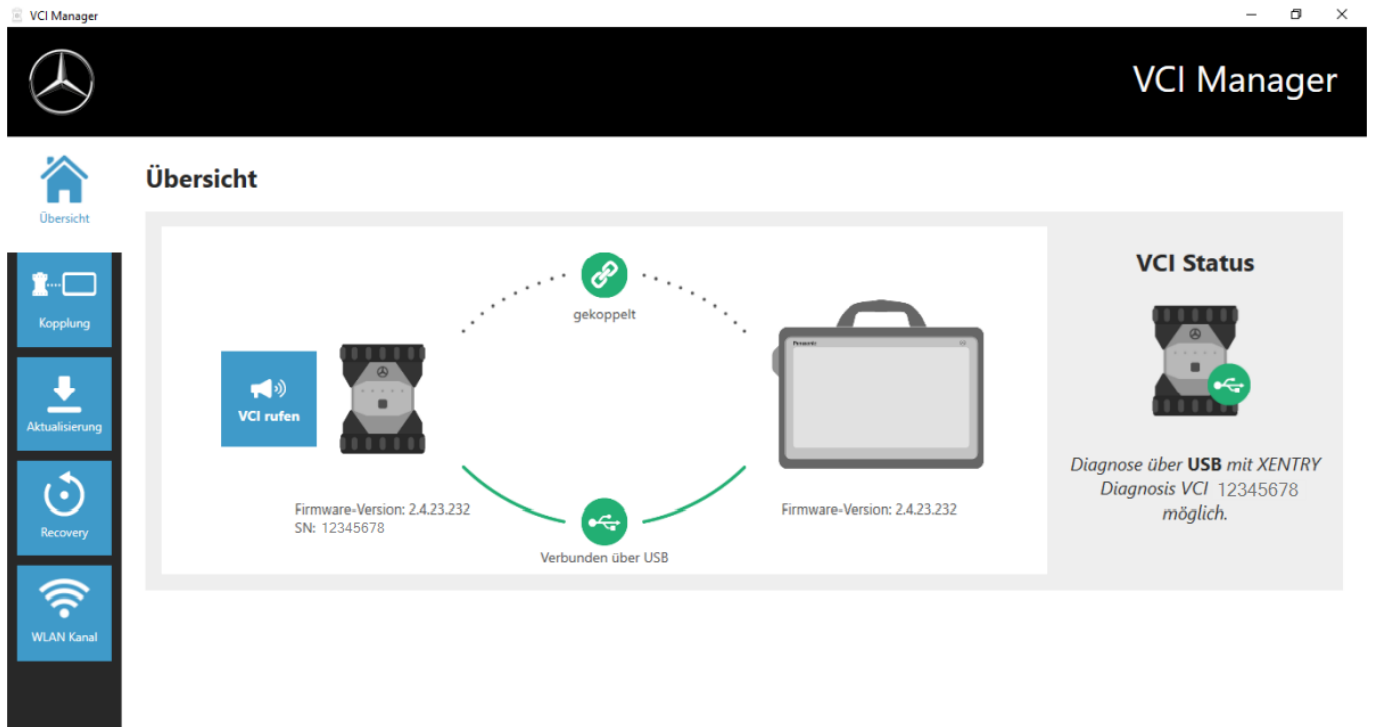 VCI Manager
VCI Manager
Übersicht
Kopplung
Aktualisierung
Recovery
WLAN Kanal
Übersicht
gekoppelt
VCI rufen
Firmware-Version: 2.4.23.232
SN: 12345678
Verbunden über USB
Panasonic
Firmware-Version: 2.4.23.232
VCI Status
Diagnose über USB mit XENTRY
Diagnosis VCI 12345678
möglich.